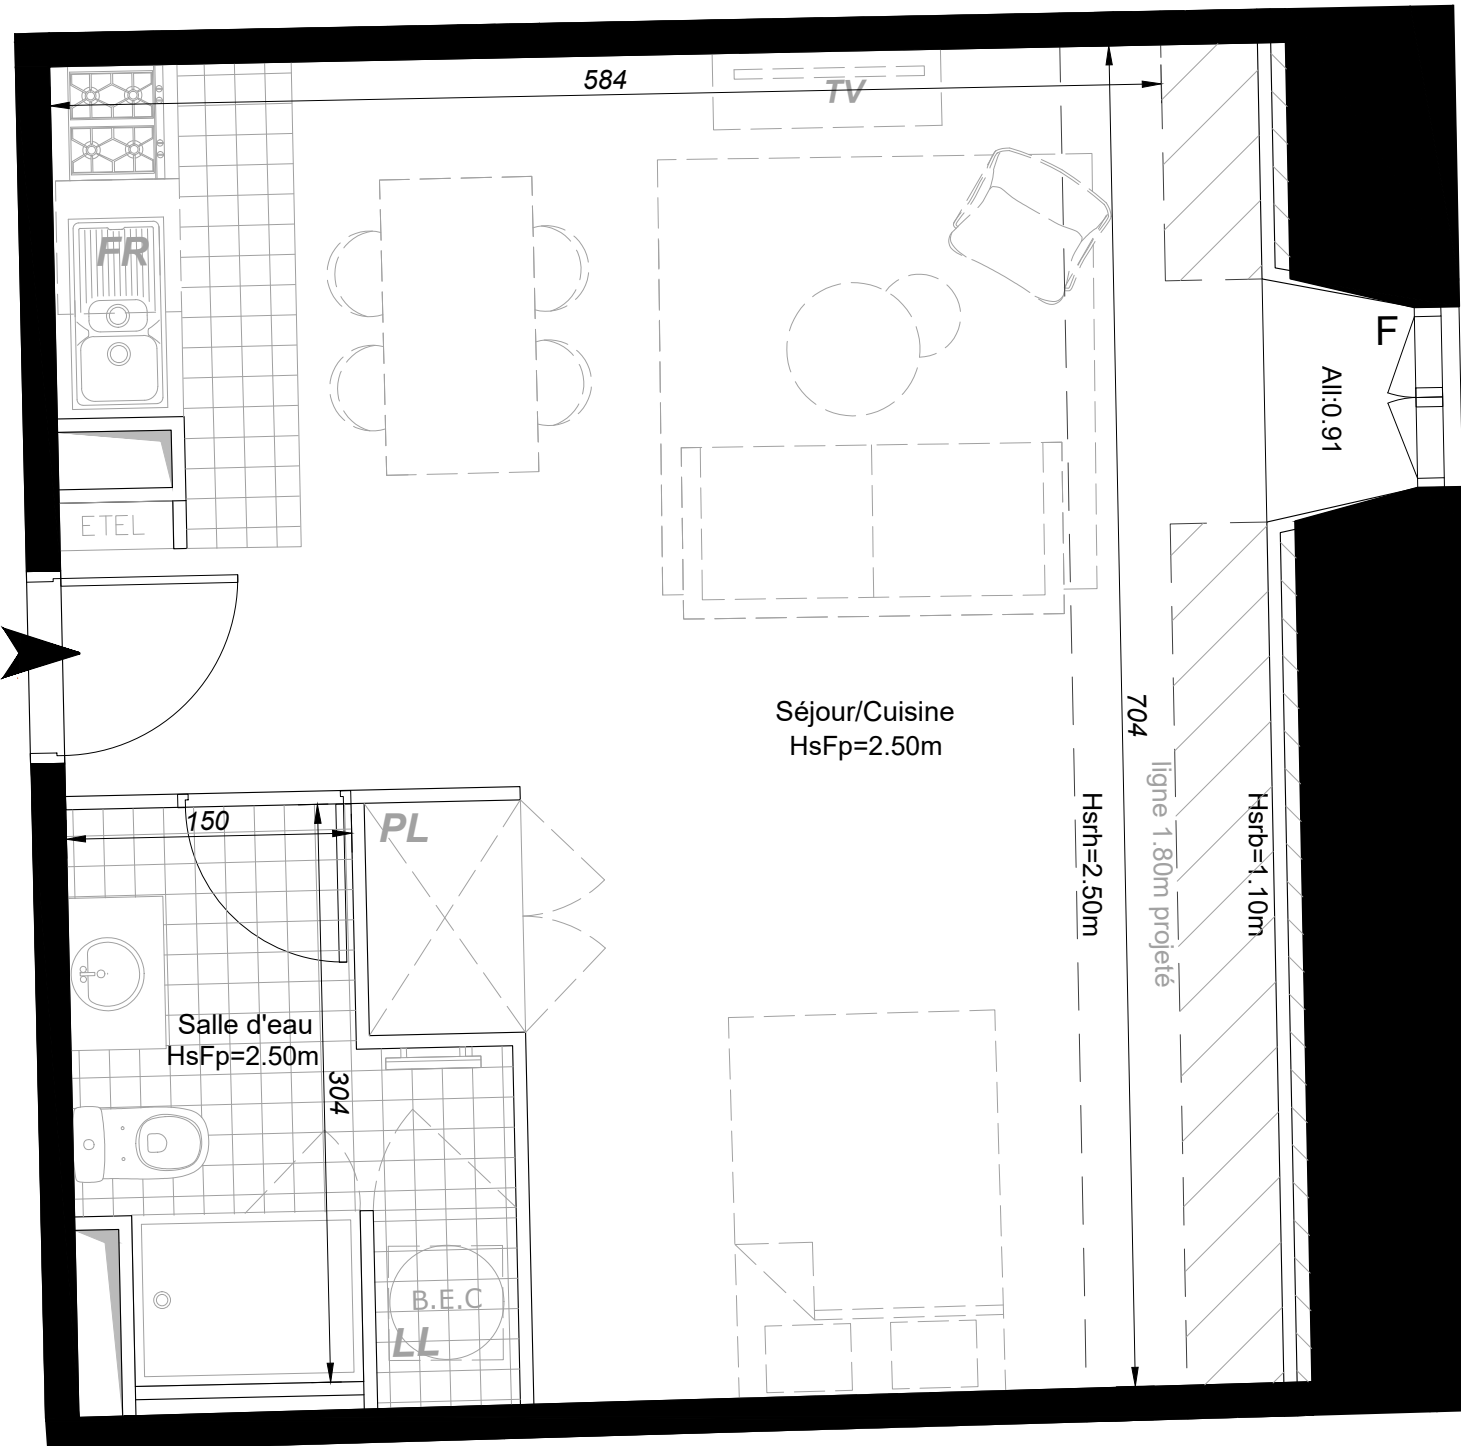 584
TV
FR
F
All:0.91
ETEL
Séjour/Cuisine
HsFp=2.50m
704
ligne 1.80m projeté
Hsrh=2.50m
Hsrb=1.10m
150
PL
Salle d'eau
HsFp=2.50m
304
B.E.C
LL